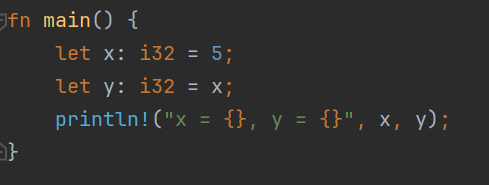 fn main() {
    let x: i32 = 5;
    let y: i32 = x;
    println!("x = {}, y = {}", x, y);
}